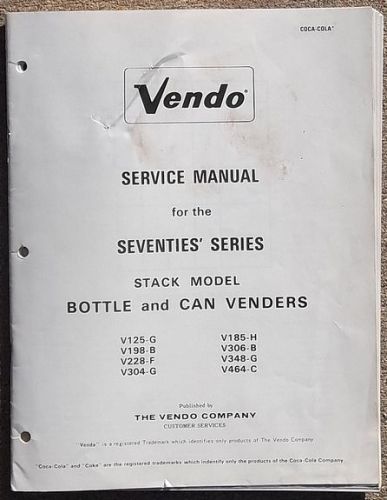 COCA-COLA*
Vendo®
SERVICE MANUAL
for the
SEVENTIES' SERIES
STACK MODEL
BOTTLE and CAN VENDERS
V125-G V185-H
V198-B V306-B
V228-F V348-G
V304-G V464-C
Published by
THE VENDO COMPANY
CUSTOMER SERVICES
"Vendo" is a registered Trademark which identifies only products of The Vendo Company
"Coca-Cola" and "Coke" are the registered trademarks which indentify only the products of the Coca-Cola Company.